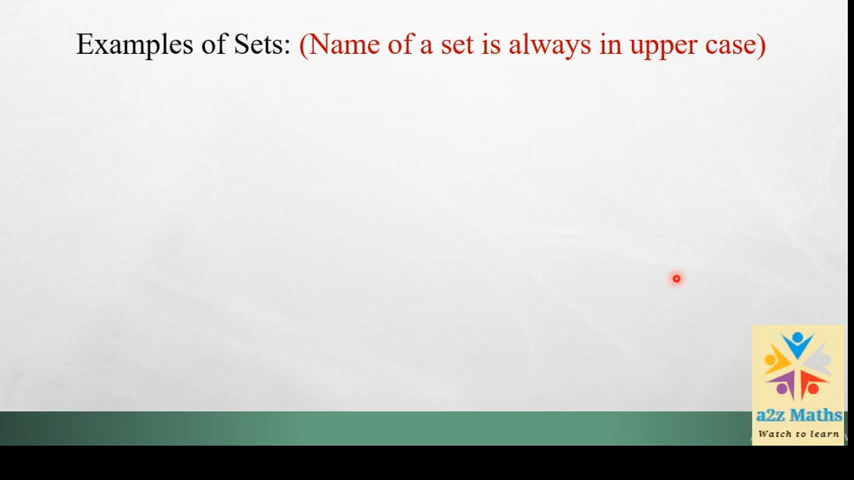 Examples of Sets: (Name of a set is always in upper case)
a2z Maths
Watch to learn